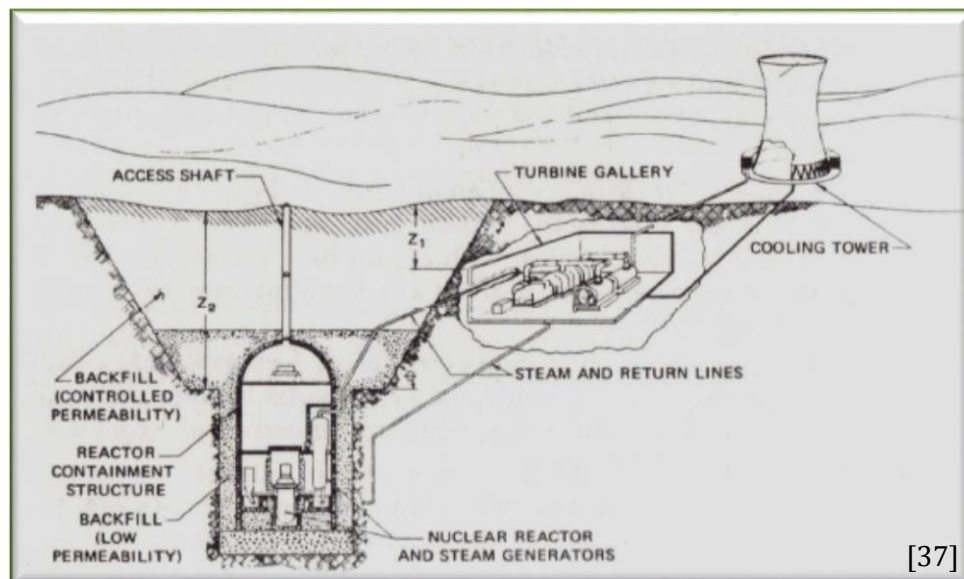 ACCESS SHAFT
TURBINE GALLERY
COOLING TOWER
Z₁
Z₂
STEAM AND RETURN LINES
BACKFILL
(CONTROLLED
PERMEABILITY)
REACTOR
CONTAINMENT
STRUCTURE
BACKFILL
(LOW
PERMEABILITY)
NUCLEAR REACTOR
AND STEAM GENERATORS
[37]